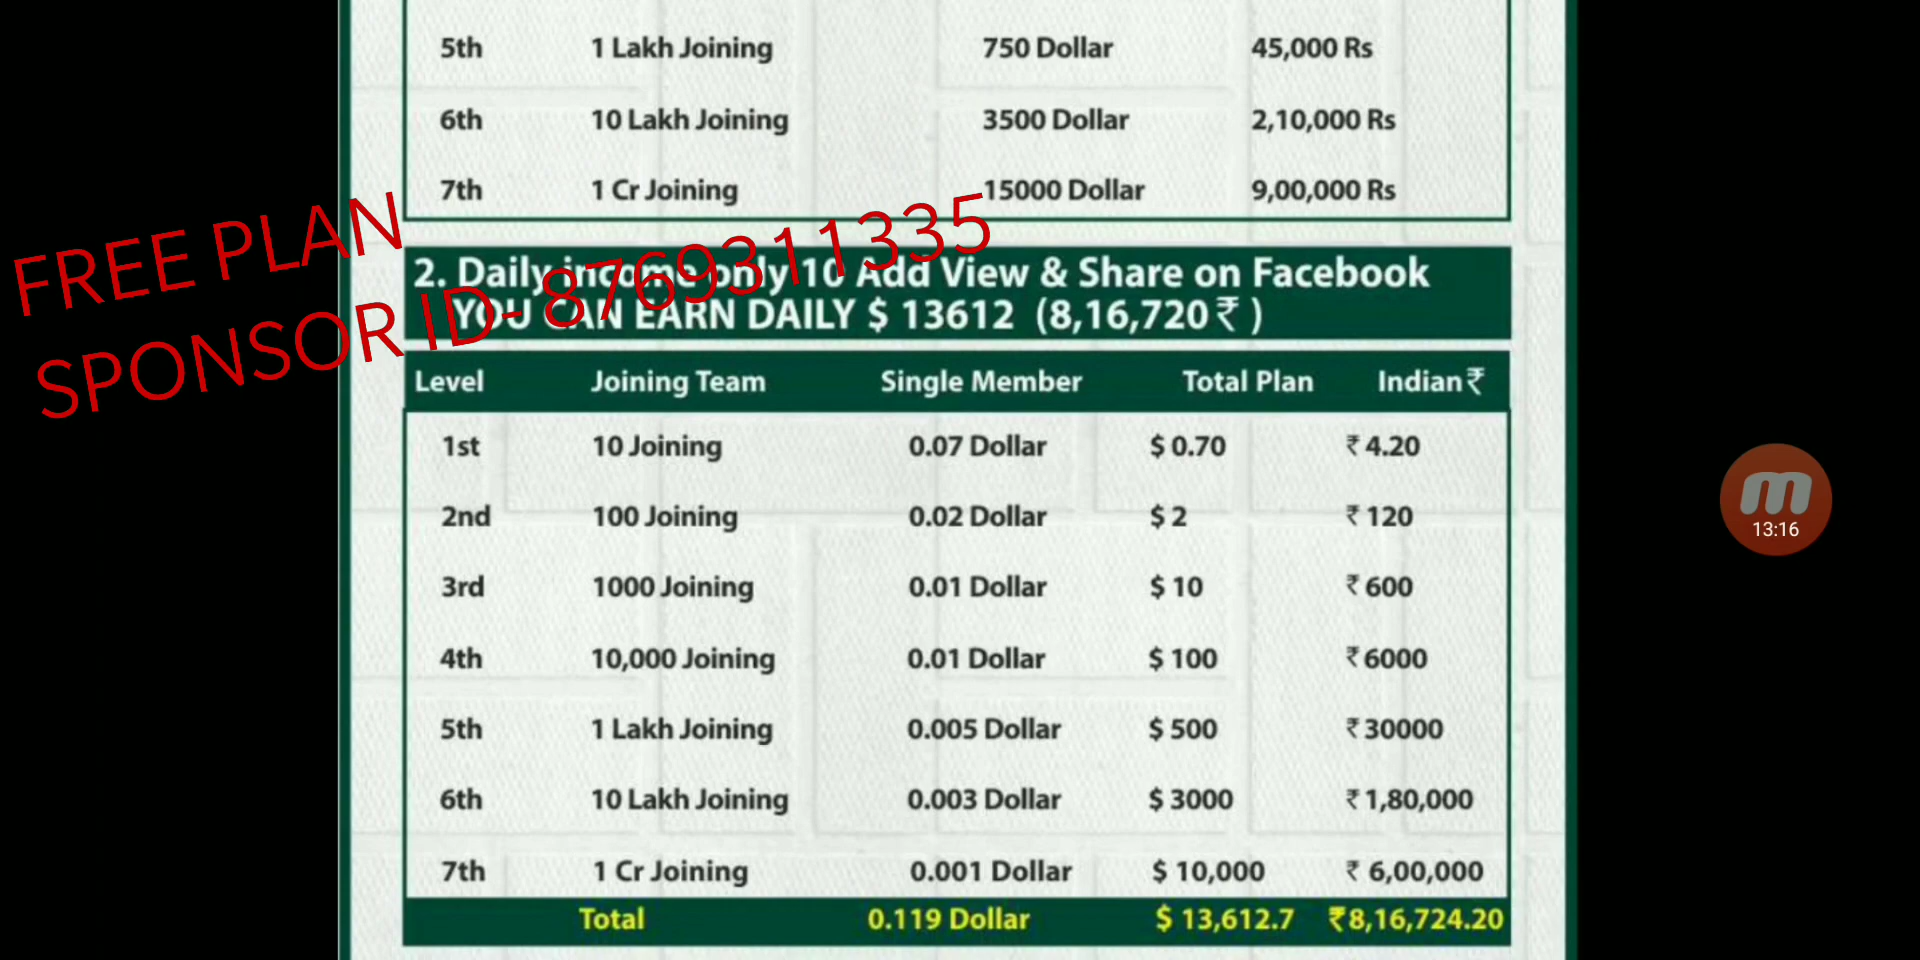 5th 1 Lakh Joining 750 Dollar 45,000 Rs
6th 10 Lakh Joining 3500 Dollar 2,10,000 Rs
7th 1 Cr Joining 15000 Dollar 9,00,000 Rs
FREE PLAN
SPONSOR ID- 8769311335
2. Daily income only 10 Add View & Share on Facebook
YOU CAN EARN DAILY $ 13612 (8,16,720 ₹ )
Level Joining Team Single Member Total Plan Indian ₹
1st 10 Joining 0.07 Dollar $ 0.70 ₹ 4.20
2nd 100 Joining 0.02 Dollar $ 2 ₹ 120
3rd 1000 Joining 0.01 Dollar $ 10 ₹ 600
4th 10,000 Joining 0.01 Dollar $ 100 ₹ 6000
5th 1 Lakh Joining 0.005 Dollar $ 500 ₹ 30000
6th 10 Lakh Joining 0.003 Dollar $ 3000 ₹ 1,80,000
7th 1 Cr Joining 0.001 Dollar $ 10,000 ₹ 6,00,000
Total 0.119 Dollar $ 13,612.7 ₹8,16,724.20
13:16